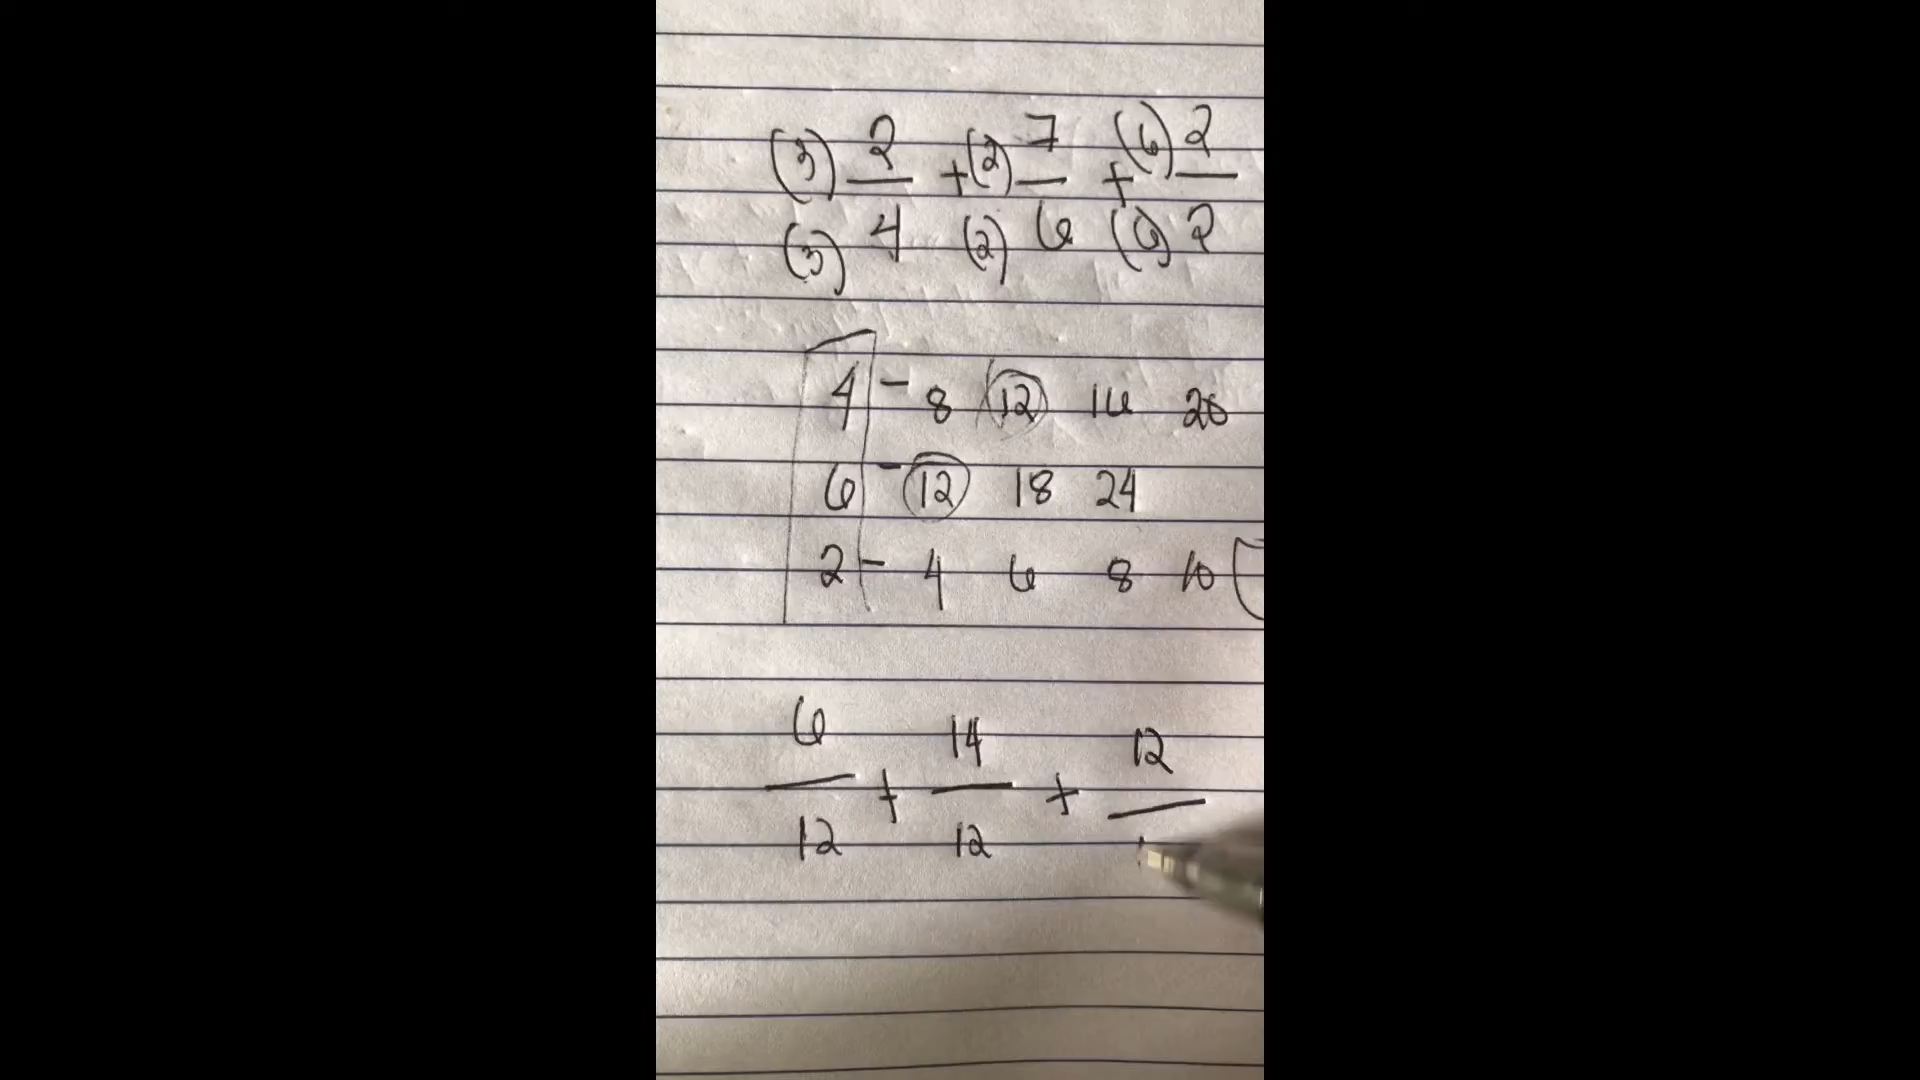 (3) 2 + (2) 7 + (6) 2
(3) 4 (2) 6 (6) 2
4 - 8 12 16 20
6 - 12 18 24
2 - 4 6 8 10
6 + 14 + 12
12 12